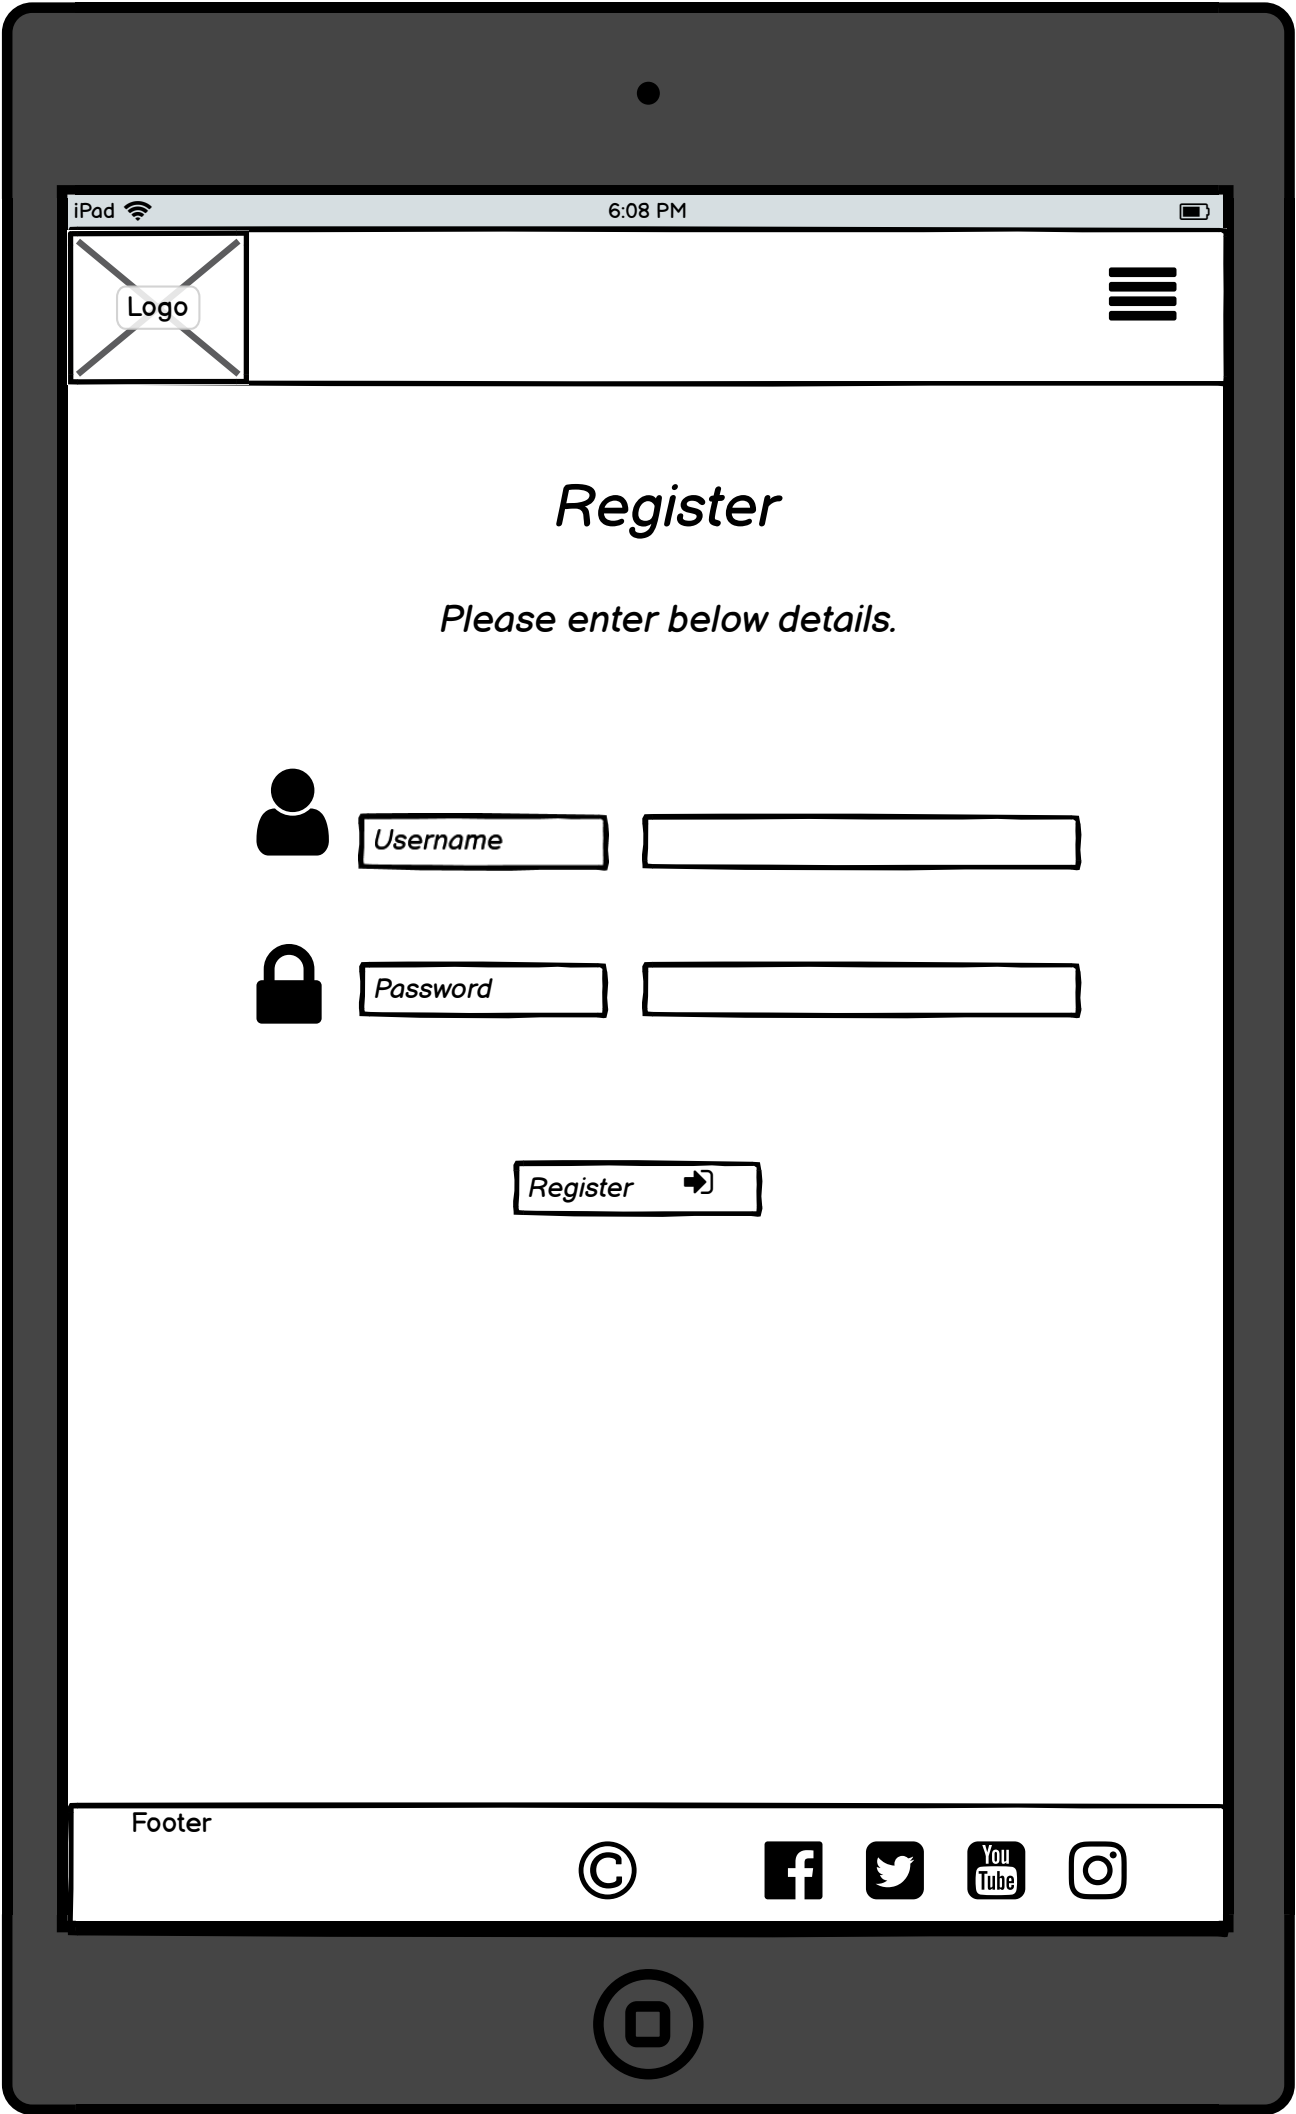 iPad 6:08 PM
Logo
Register
Please enter below details.
Username
Password
Register
Footer
©
You
Tube